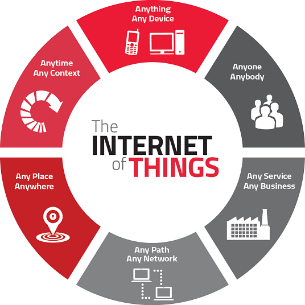 Anything
Any Device
Anyone
Anybody
Any Service
Any Business
Any Path
Any Network
Any Place
Anywhere
Anytime
Any Context
The
INTERNET
of THINGS